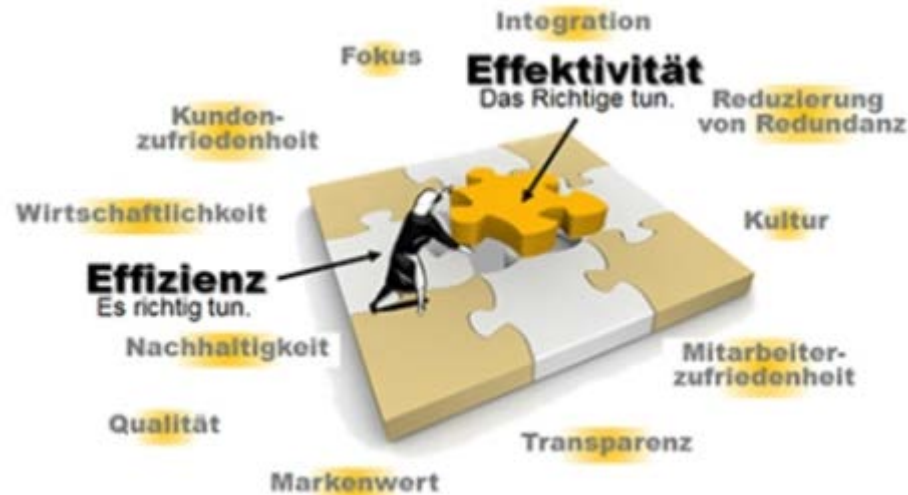 Integration
Fokus
Effektivität
Das Richtige tun.
Reduzierung
von Redundanz
Kunden-
zufriedenheit
Wirtschaftlichkeit
Kultur
Effizienz
Es richtig tun.
Nachhaltigkeit
Mitarbeiter-
zufriedenheit
Qualität
Transparenz
Markenwert